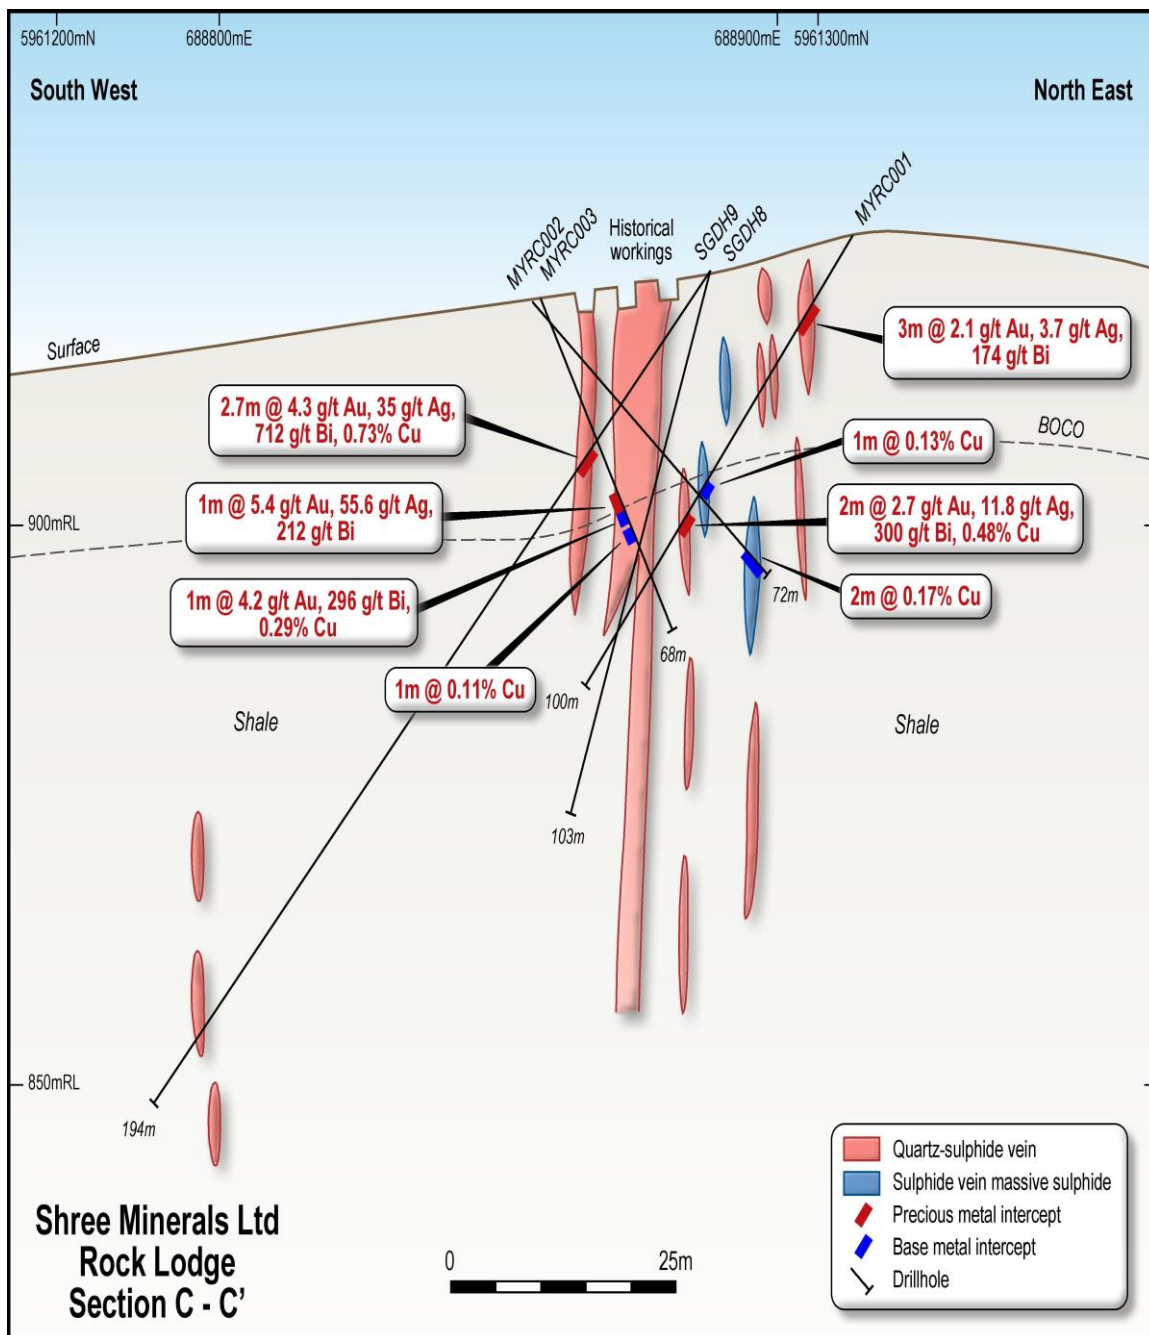 5961200mN
688800mE
688900mE
5961300mN
South West
North East
MYRC002
MYRC003
Historical
workings
SGDH9
SGDH8
MYRC001
Surface
3m @ 2.1 g/t Au, 3.7 g/t Ag,
174 g/t Bi
2.7m @ 4.3 g/t Au, 35 g/t Ag,
712 g/t Bi, 0.73% Cu
1m @ 0.13% Cu
BOCO
1m @ 5.4 g/t Au, 55.6 g/t Ag,
212 g/t Bi
900mRL
2m @ 2.7 g/t Au, 11.8 g/t Ag,
300 g/t Bi, 0.48% Cu
1m @ 4.2 g/t Au, 296 g/t Bi,
0.29% Cu
72m
2m @ 0.17% Cu
68m
1m @ 0.11% Cu
100m
Shale
Shale
103m
850mRL
194m
Quartz-sulphide vein
Sulphide vein massive sulphide
Precious metal intercept
Base metal intercept
Drillhole
Shree Minerals Ltd
Rock Lodge
Section C - C’
0
25m